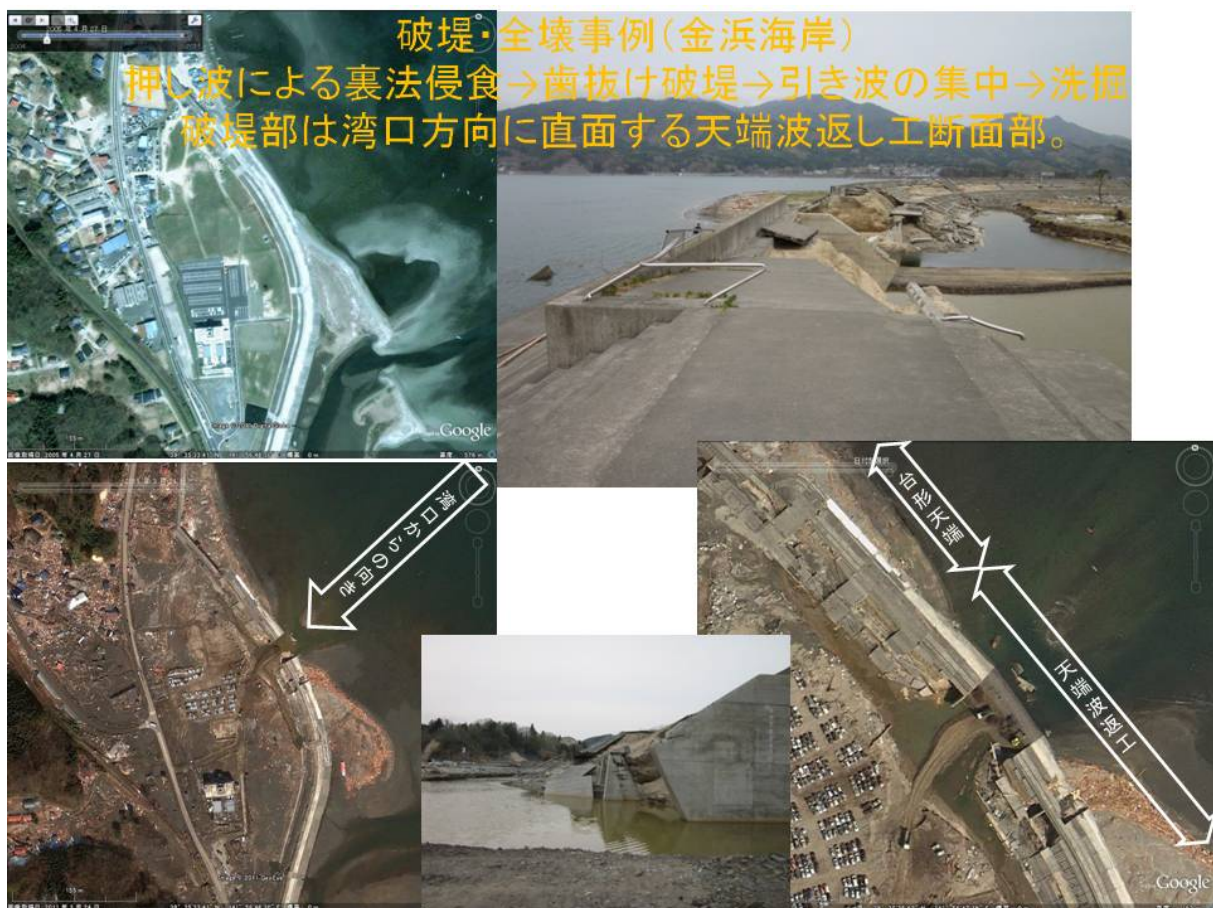 破堤・全壊事例(金浜海岸)
押し波による裏法侵食→歯抜け破堤→引き波の集中→洗掘
破堤部は湾口方向に直面する天端波返し工断面部。
Google
湾口からの向き
台形天端
天端波返工
Google